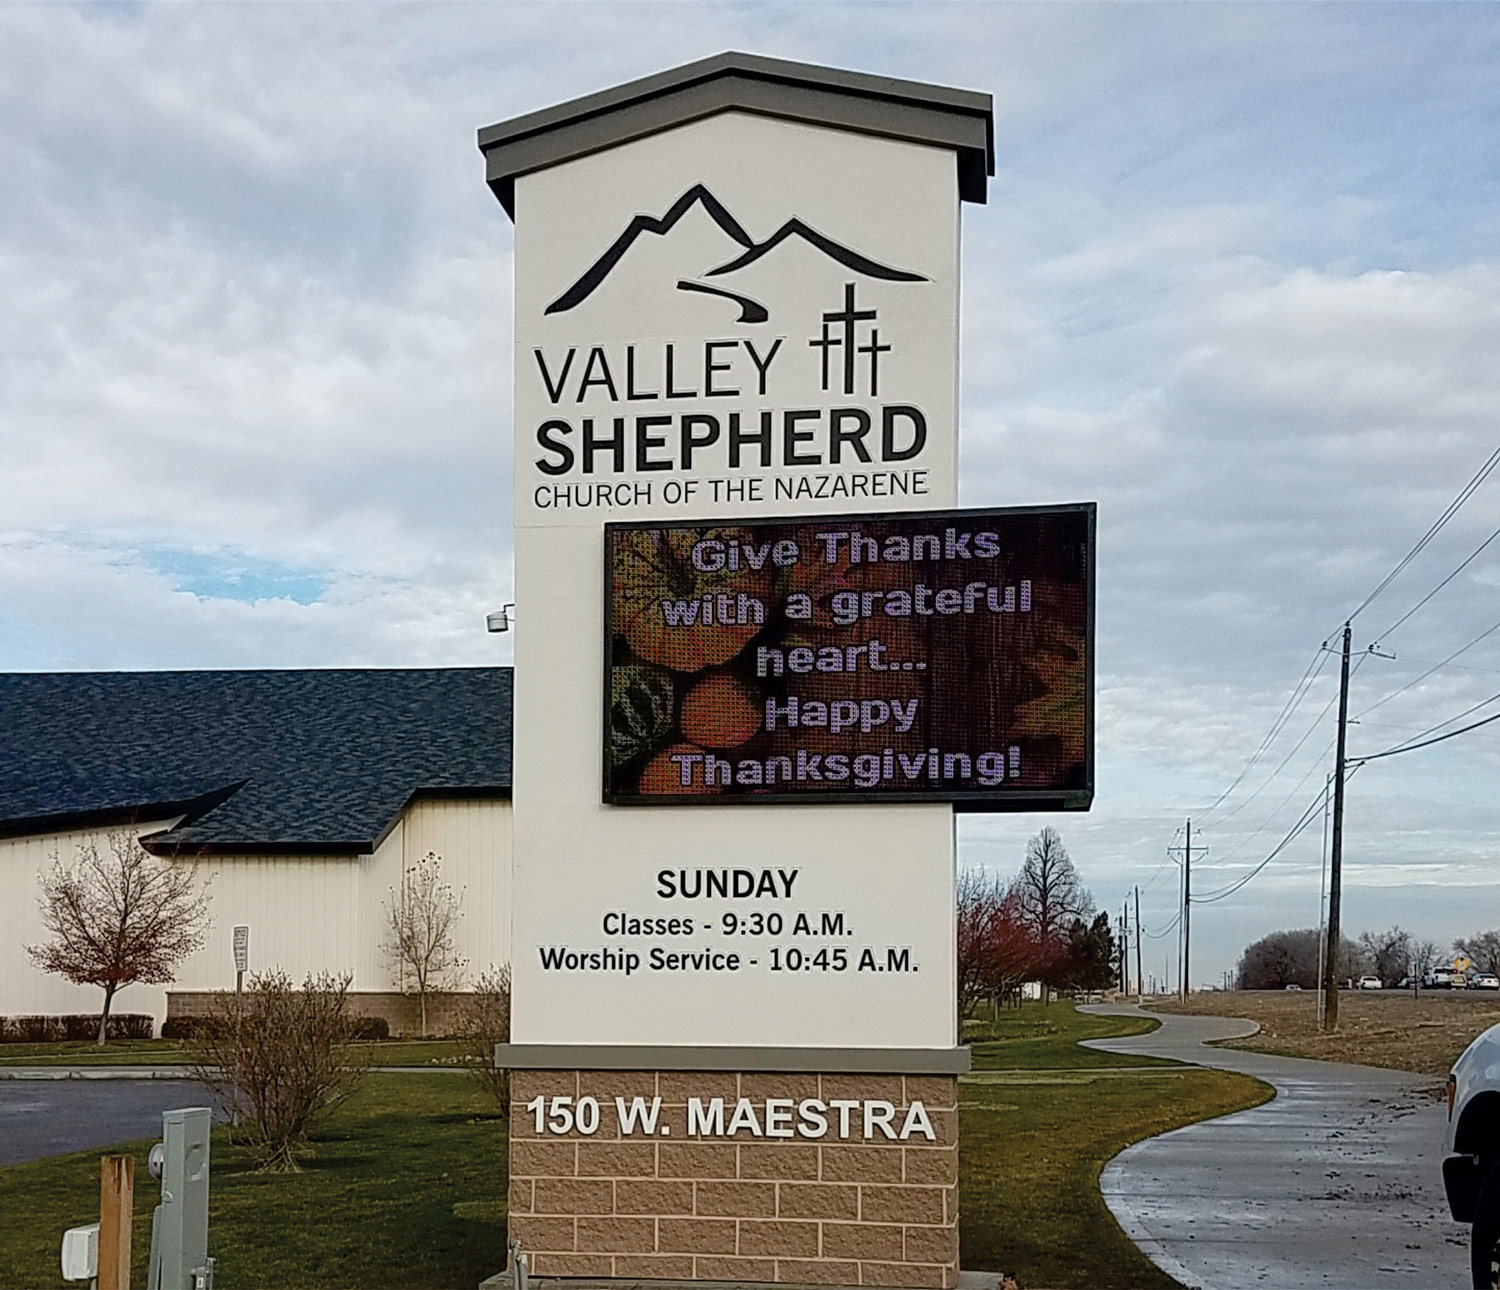 VALLEY
SHEPHERD
CHURCH OF THE NAZARENE
Give Thanks
with a grateful
heart...
Happy
Thanksgiving!
SUNDAY
Classes - 9:30 A.M.
Worship Service - 10:45 A.M.
150 W. MAESTRA